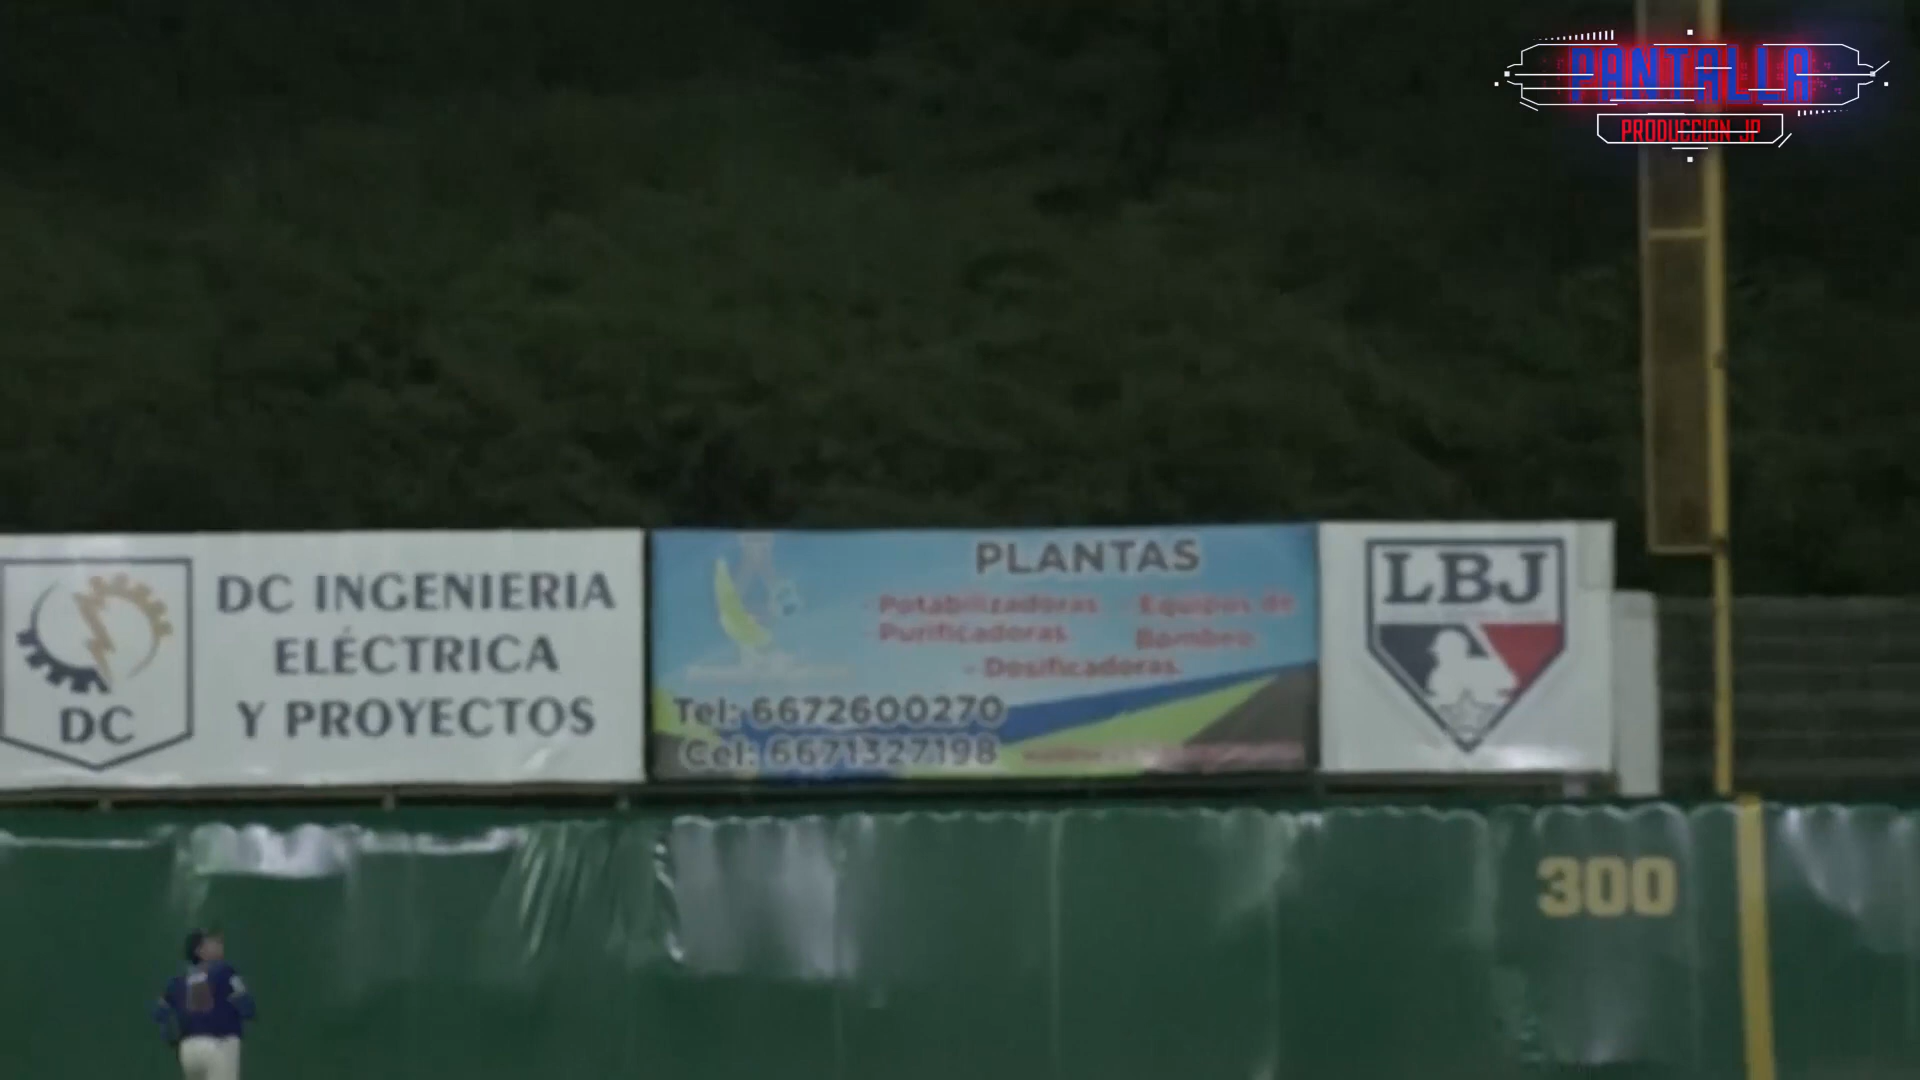 PANTALLA
PRODUCCION JP
DC INGENIERIA
ELÉCTRICA
Y PROYECTOS
DC
PLANTAS
- Potabilizadoras - Equipos de
- Purificadoras Bombeo
- Dosificadoras
Tel: 6672600270
Cel: 6671327198
LBJ
300